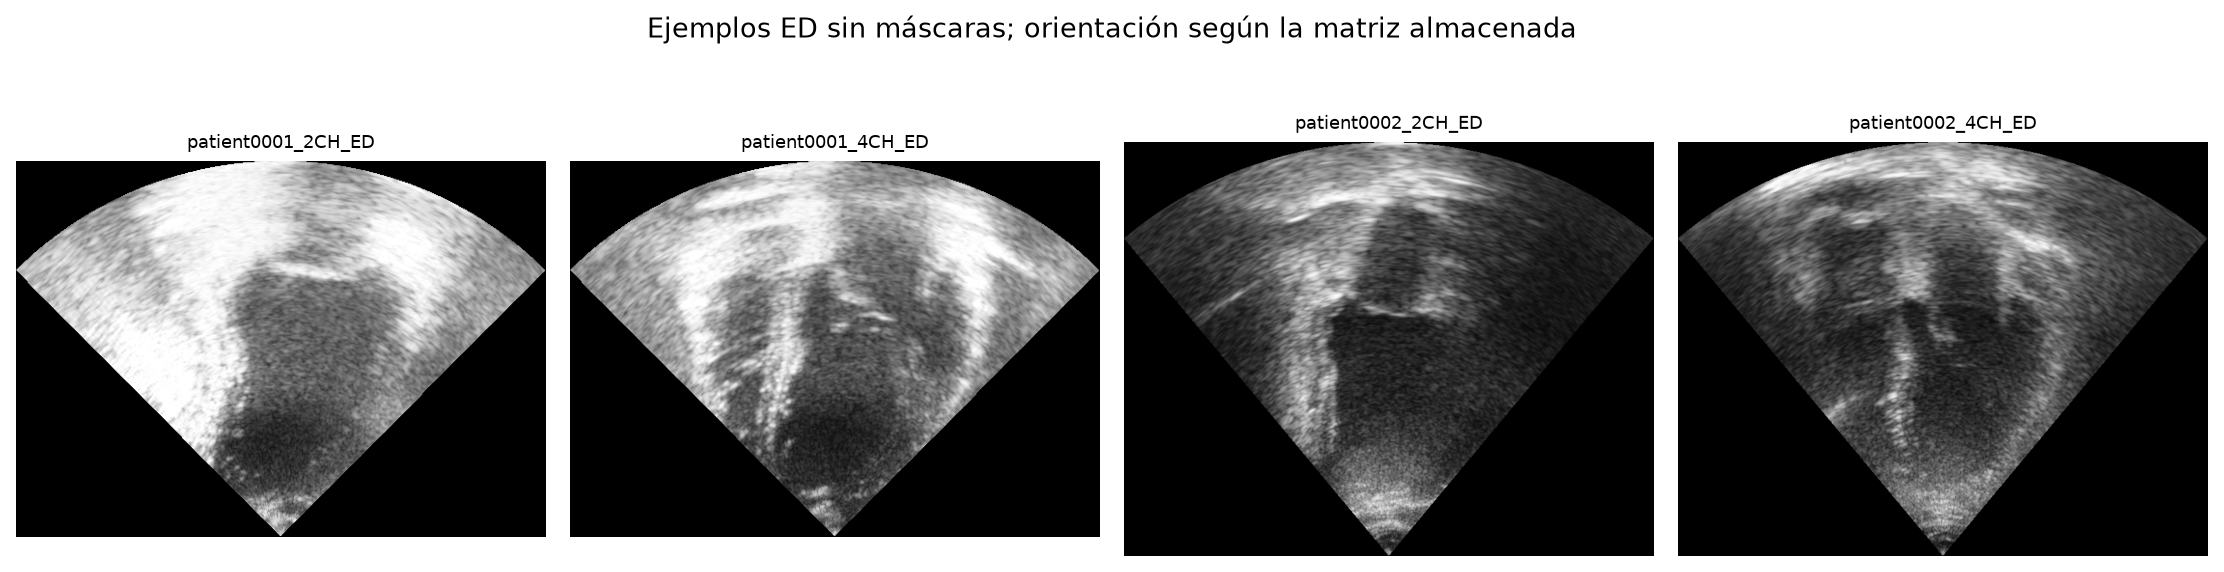 Ejemplos ED sin máscaras; orientación según la matriz almacenada
patient0001_2CH_ED
patient0001_4CH_ED
patient0002_2CH_ED
patient0002_4CH_ED